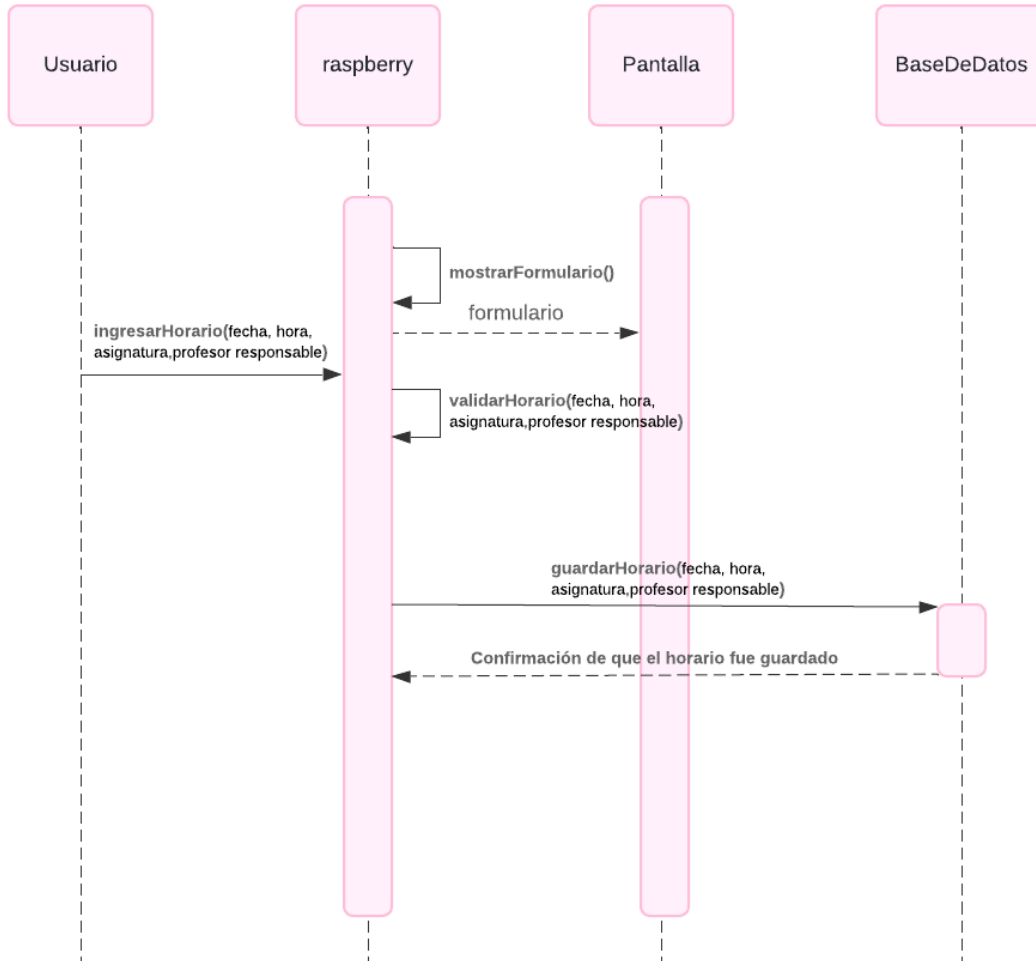 Usuario
raspberry
Pantalla
BaseDeDatos
mostrarFormulario()
formulario
ingresarHorario(fecha, hora,
asignatura,profesor responsable)
validarHorario(fecha, hora,
asignatura,profesor responsable)
guardarHorario(fecha, hora,
asignatura,profesor responsable)
Confirmación de que el horario fue guardado